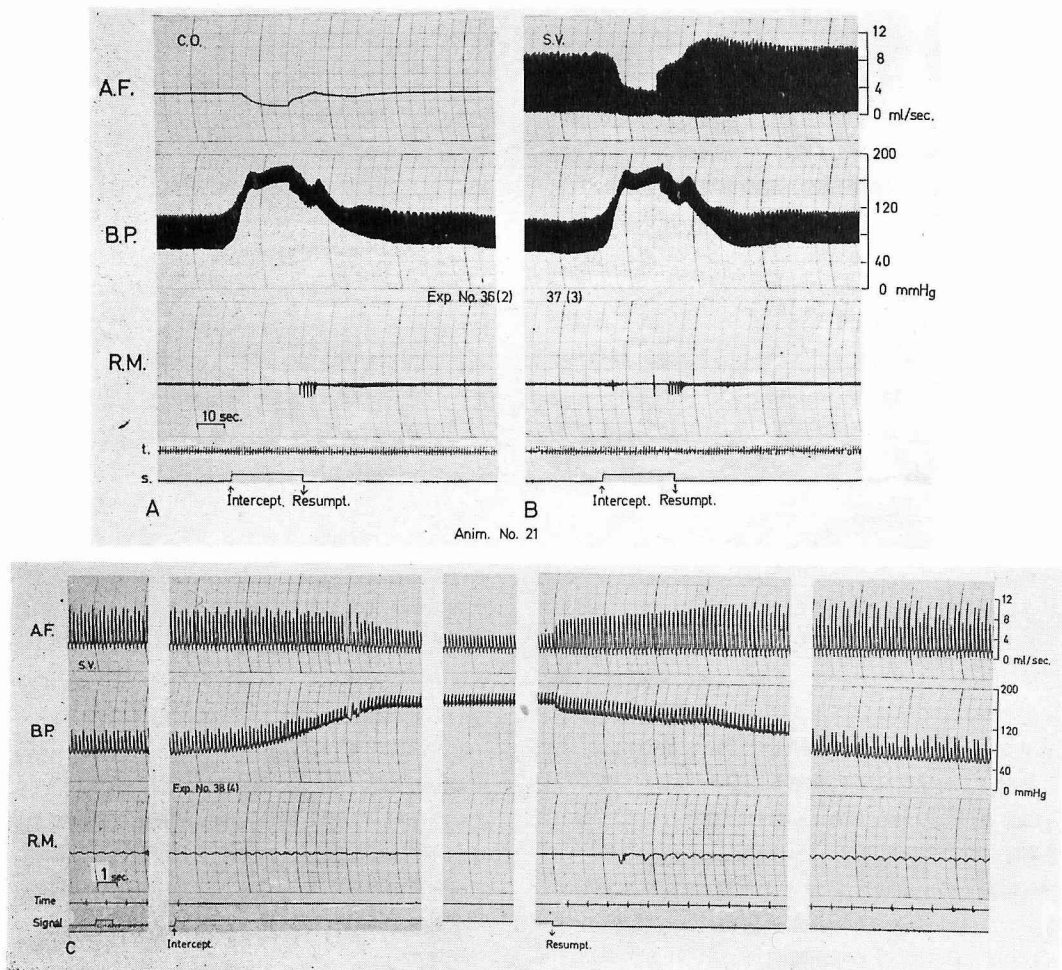 C.O.
S.V.
A.F.
12
8
4
0 ml/sec.
B.P.
200
120
40
0 mmHg
Exp No. 36 (2)
37 (3)
R.M.
10 sec.
t.
s.
Intercept. Resumpt.
Intercept. Resumpt.
A
B
Anim. No. 21
A.F.
12
8
4
0 ml/sec.
S.V.
B.P.
200
120
40
0 mmHg
Exp. No. 38 (4)
R.M.
1 sec.
Time
Signal
C
Intercept.
Resumpt.